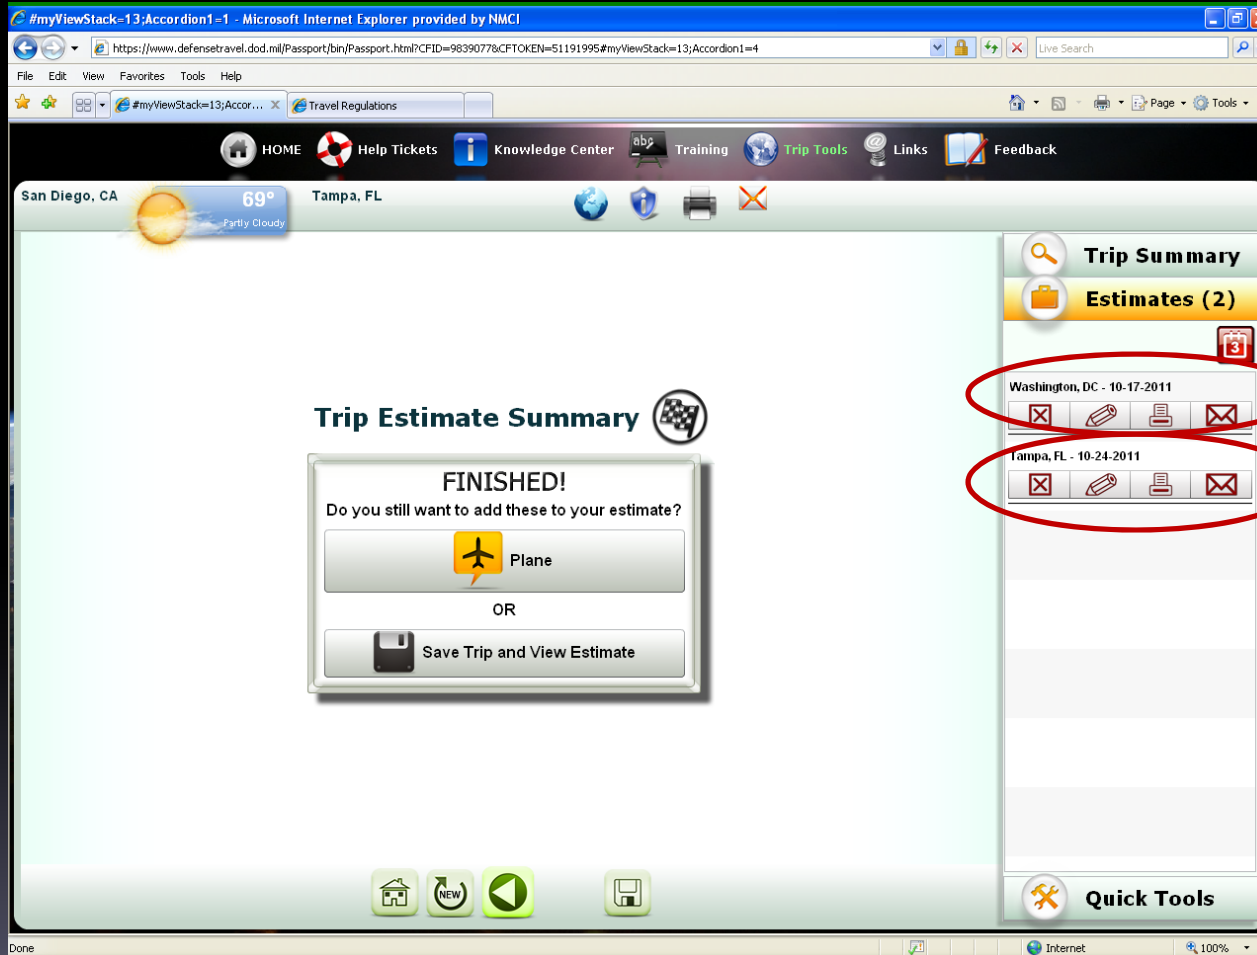 #myViewStack=13;Accordion1=1 - Microsoft Internet Explorer provided by NMCI
https://www.defensetravel.dod.mil/Passport/bin/Passport.html?CFID=9839077&CFTOKEN=51191995#myViewStack=13;Accordion1=4
Live Search
File Edit View Favorites Tools Help
#myViewStack=13;Accor... Travel Regulations Page Tools
HOME Help Tickets Knowledge Center abc Training Trip Tools Links Feedback
San Diego, CA 69° Tampa, FL
Partly Cloudy
Trip Summary
Estimates (2)
3
Washington, DC - 10-17-2011
Tampa, FL - 10-24-2011
Trip Estimate Summary
FINISHED!
Do you still want to add these to your estimate?
Plane
OR
Save Trip and View Estimate
NEW
Quick Tools
Done Internet 100%